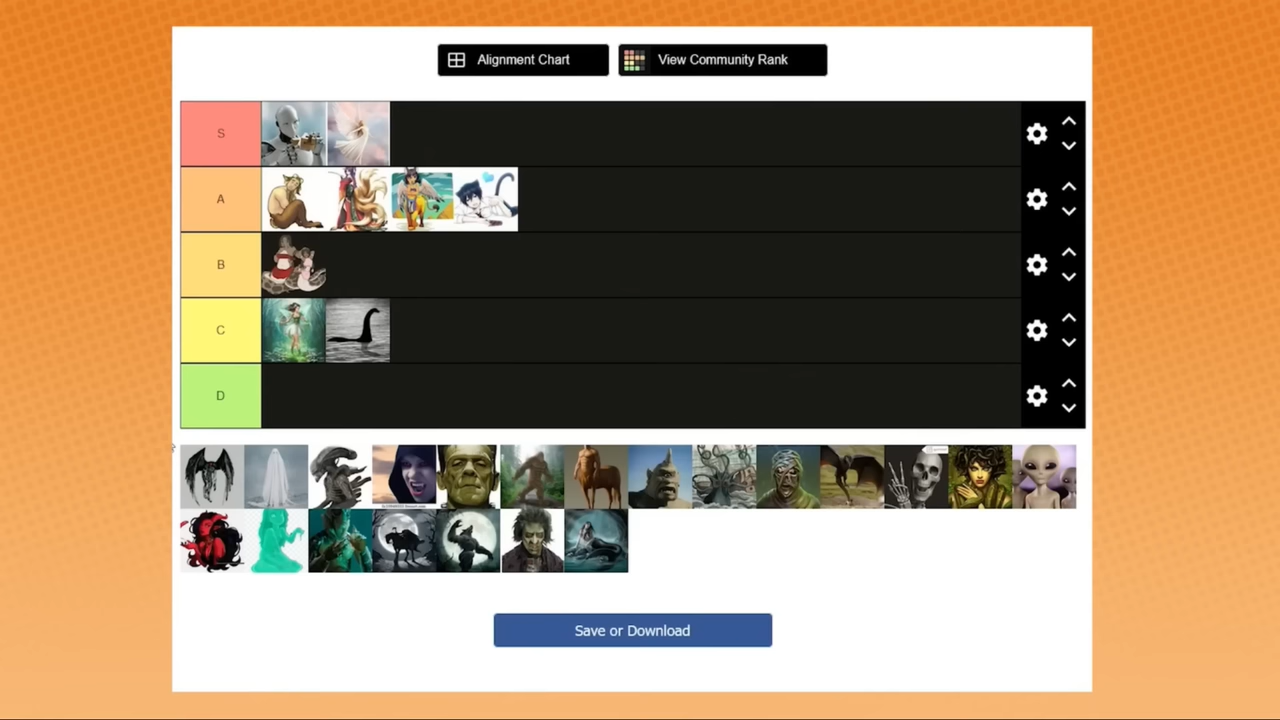 Alignment Chart
View Community Rank
S
A
B
C
D
Save or Download